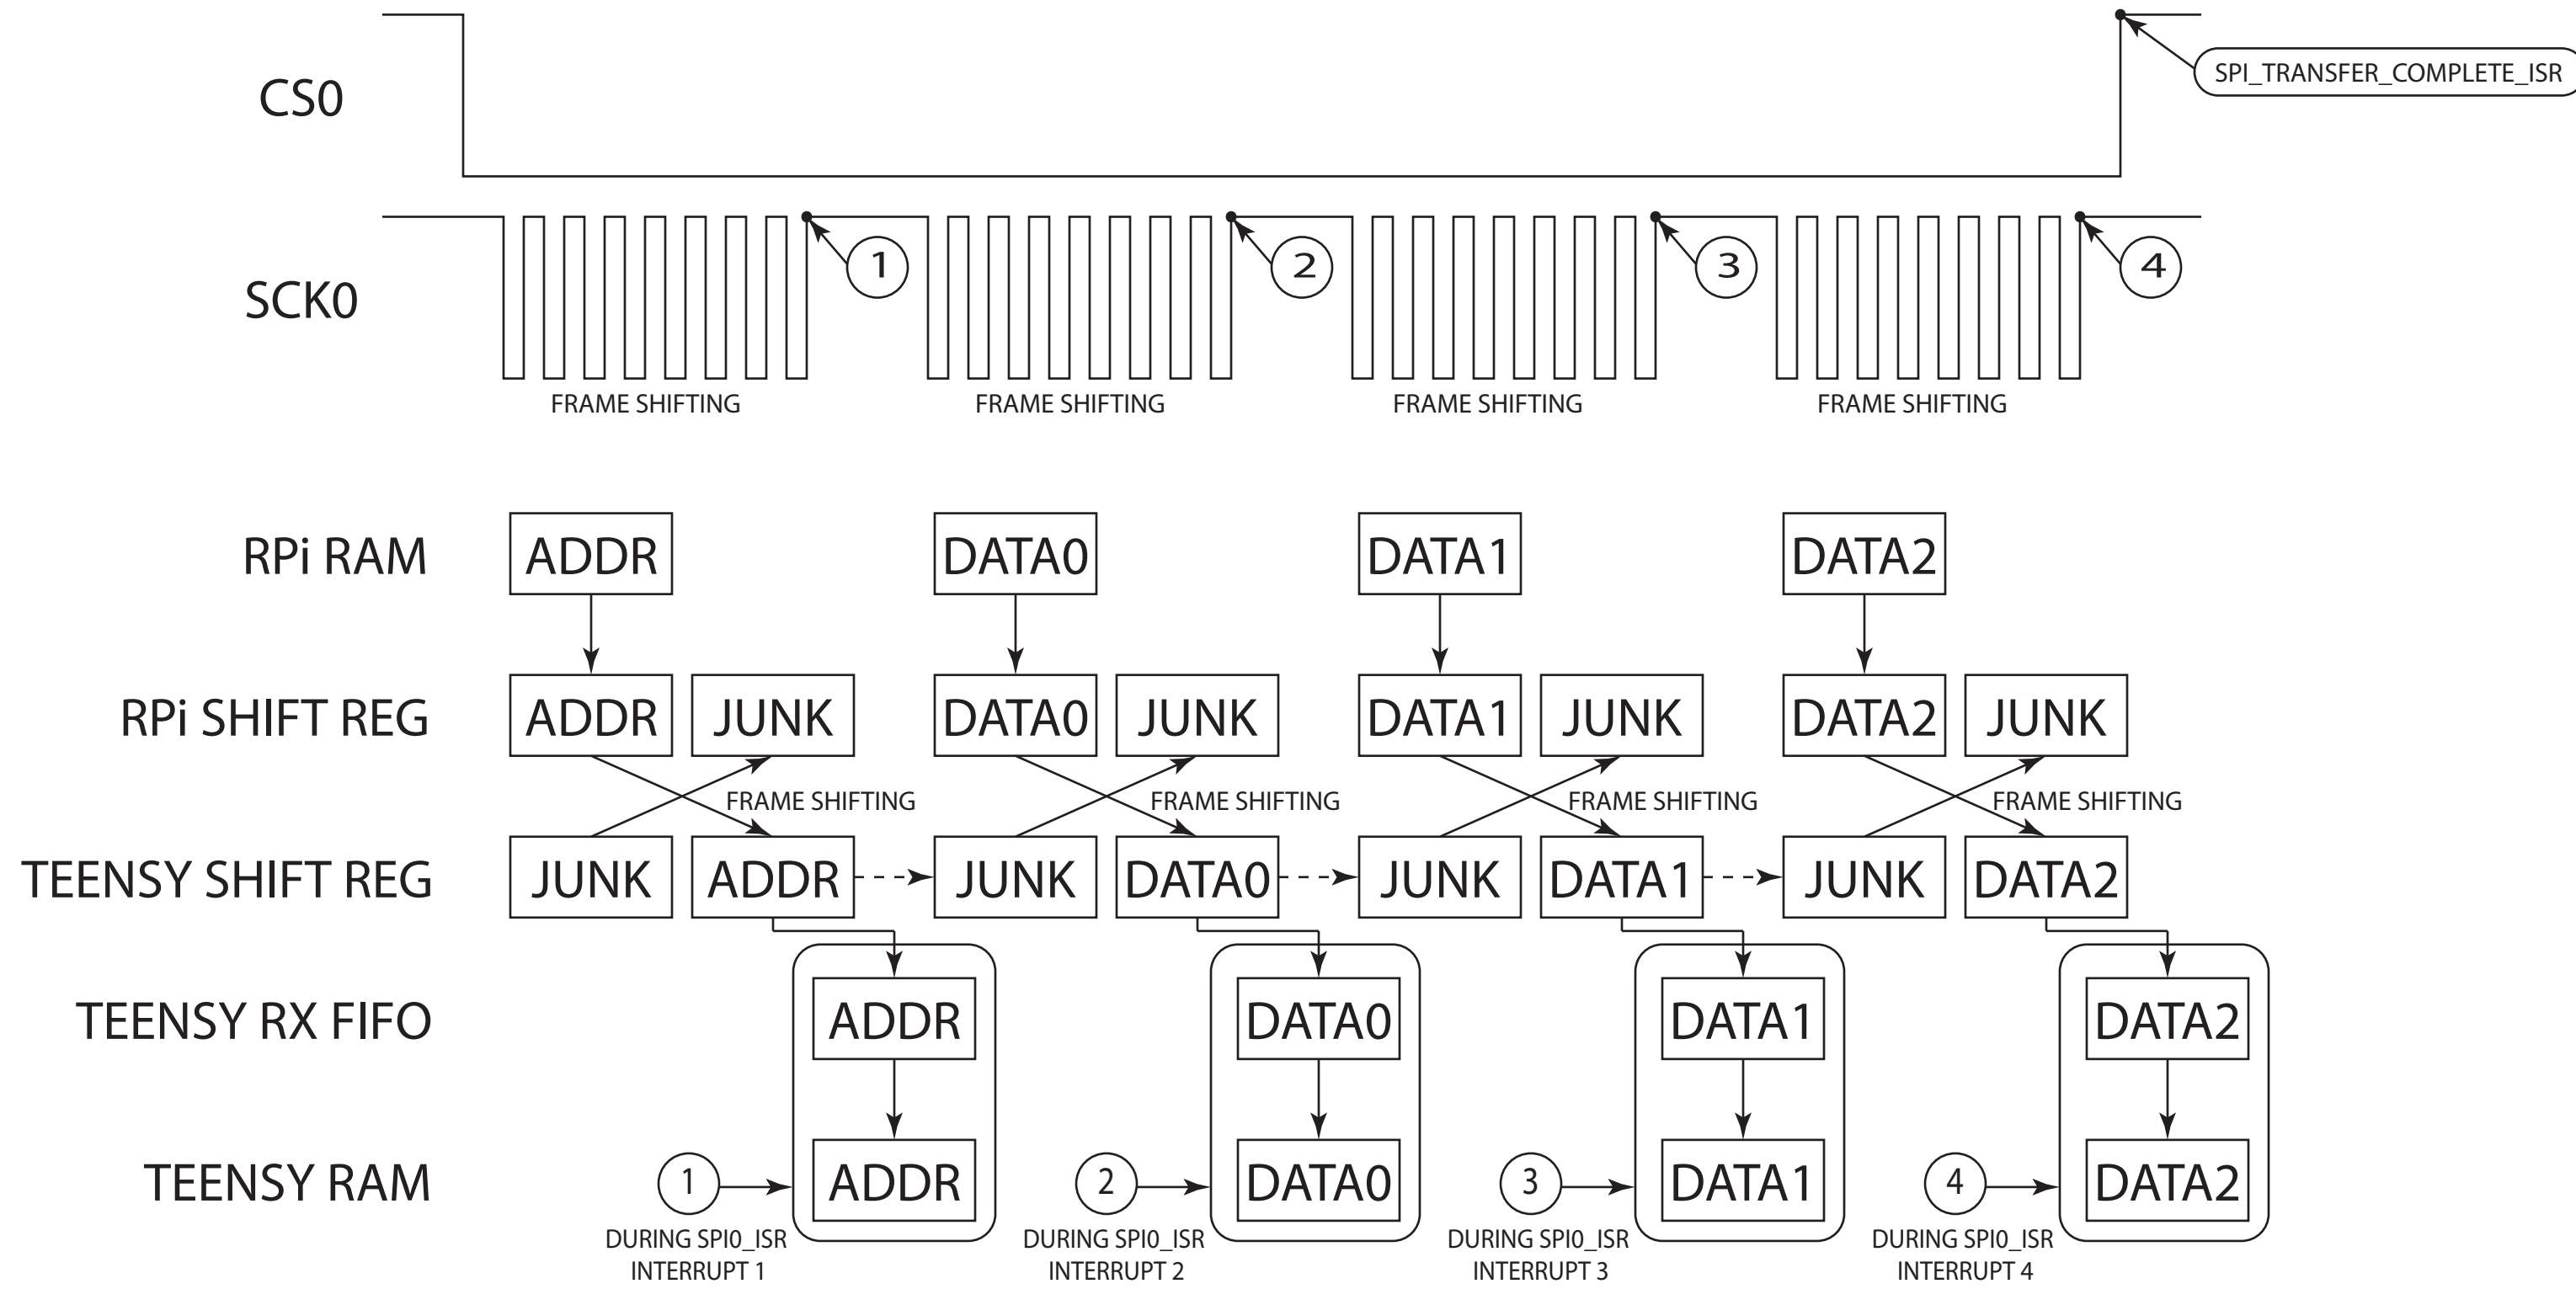 CS0
SPI_TRANSFER_COMPLETE_ISR
SCK0
1 2 3 4
FRAME SHIFTING FRAME SHIFTING FRAME SHIFTING FRAME SHIFTING
RPi RAM ADDR DATA0 DATA1 DATA2
RPi SHIFT REG ADDR JUNK DATA0 JUNK DATA1 JUNK DATA2 JUNK
FRAME SHIFTING FRAME SHIFTING FRAME SHIFTING FRAME SHIFTING
TEENSY SHIFT REG JUNK ADDR JUNK DATA0 JUNK DATA1 JUNK DATA2
TEENSY RX FIFO ADDR DATA0 DATA1 DATA2
TEENSY RAM 1 ADDR 2 DATA0 3 DATA1 4 DATA2
DURING SPI0_ISR DURING SPI0_ISR DURING SPI0_ISR DURING SPI0_ISR
INTERRUPT 1 INTERRUPT 2 INTERRUPT 3 INTERRUPT 4